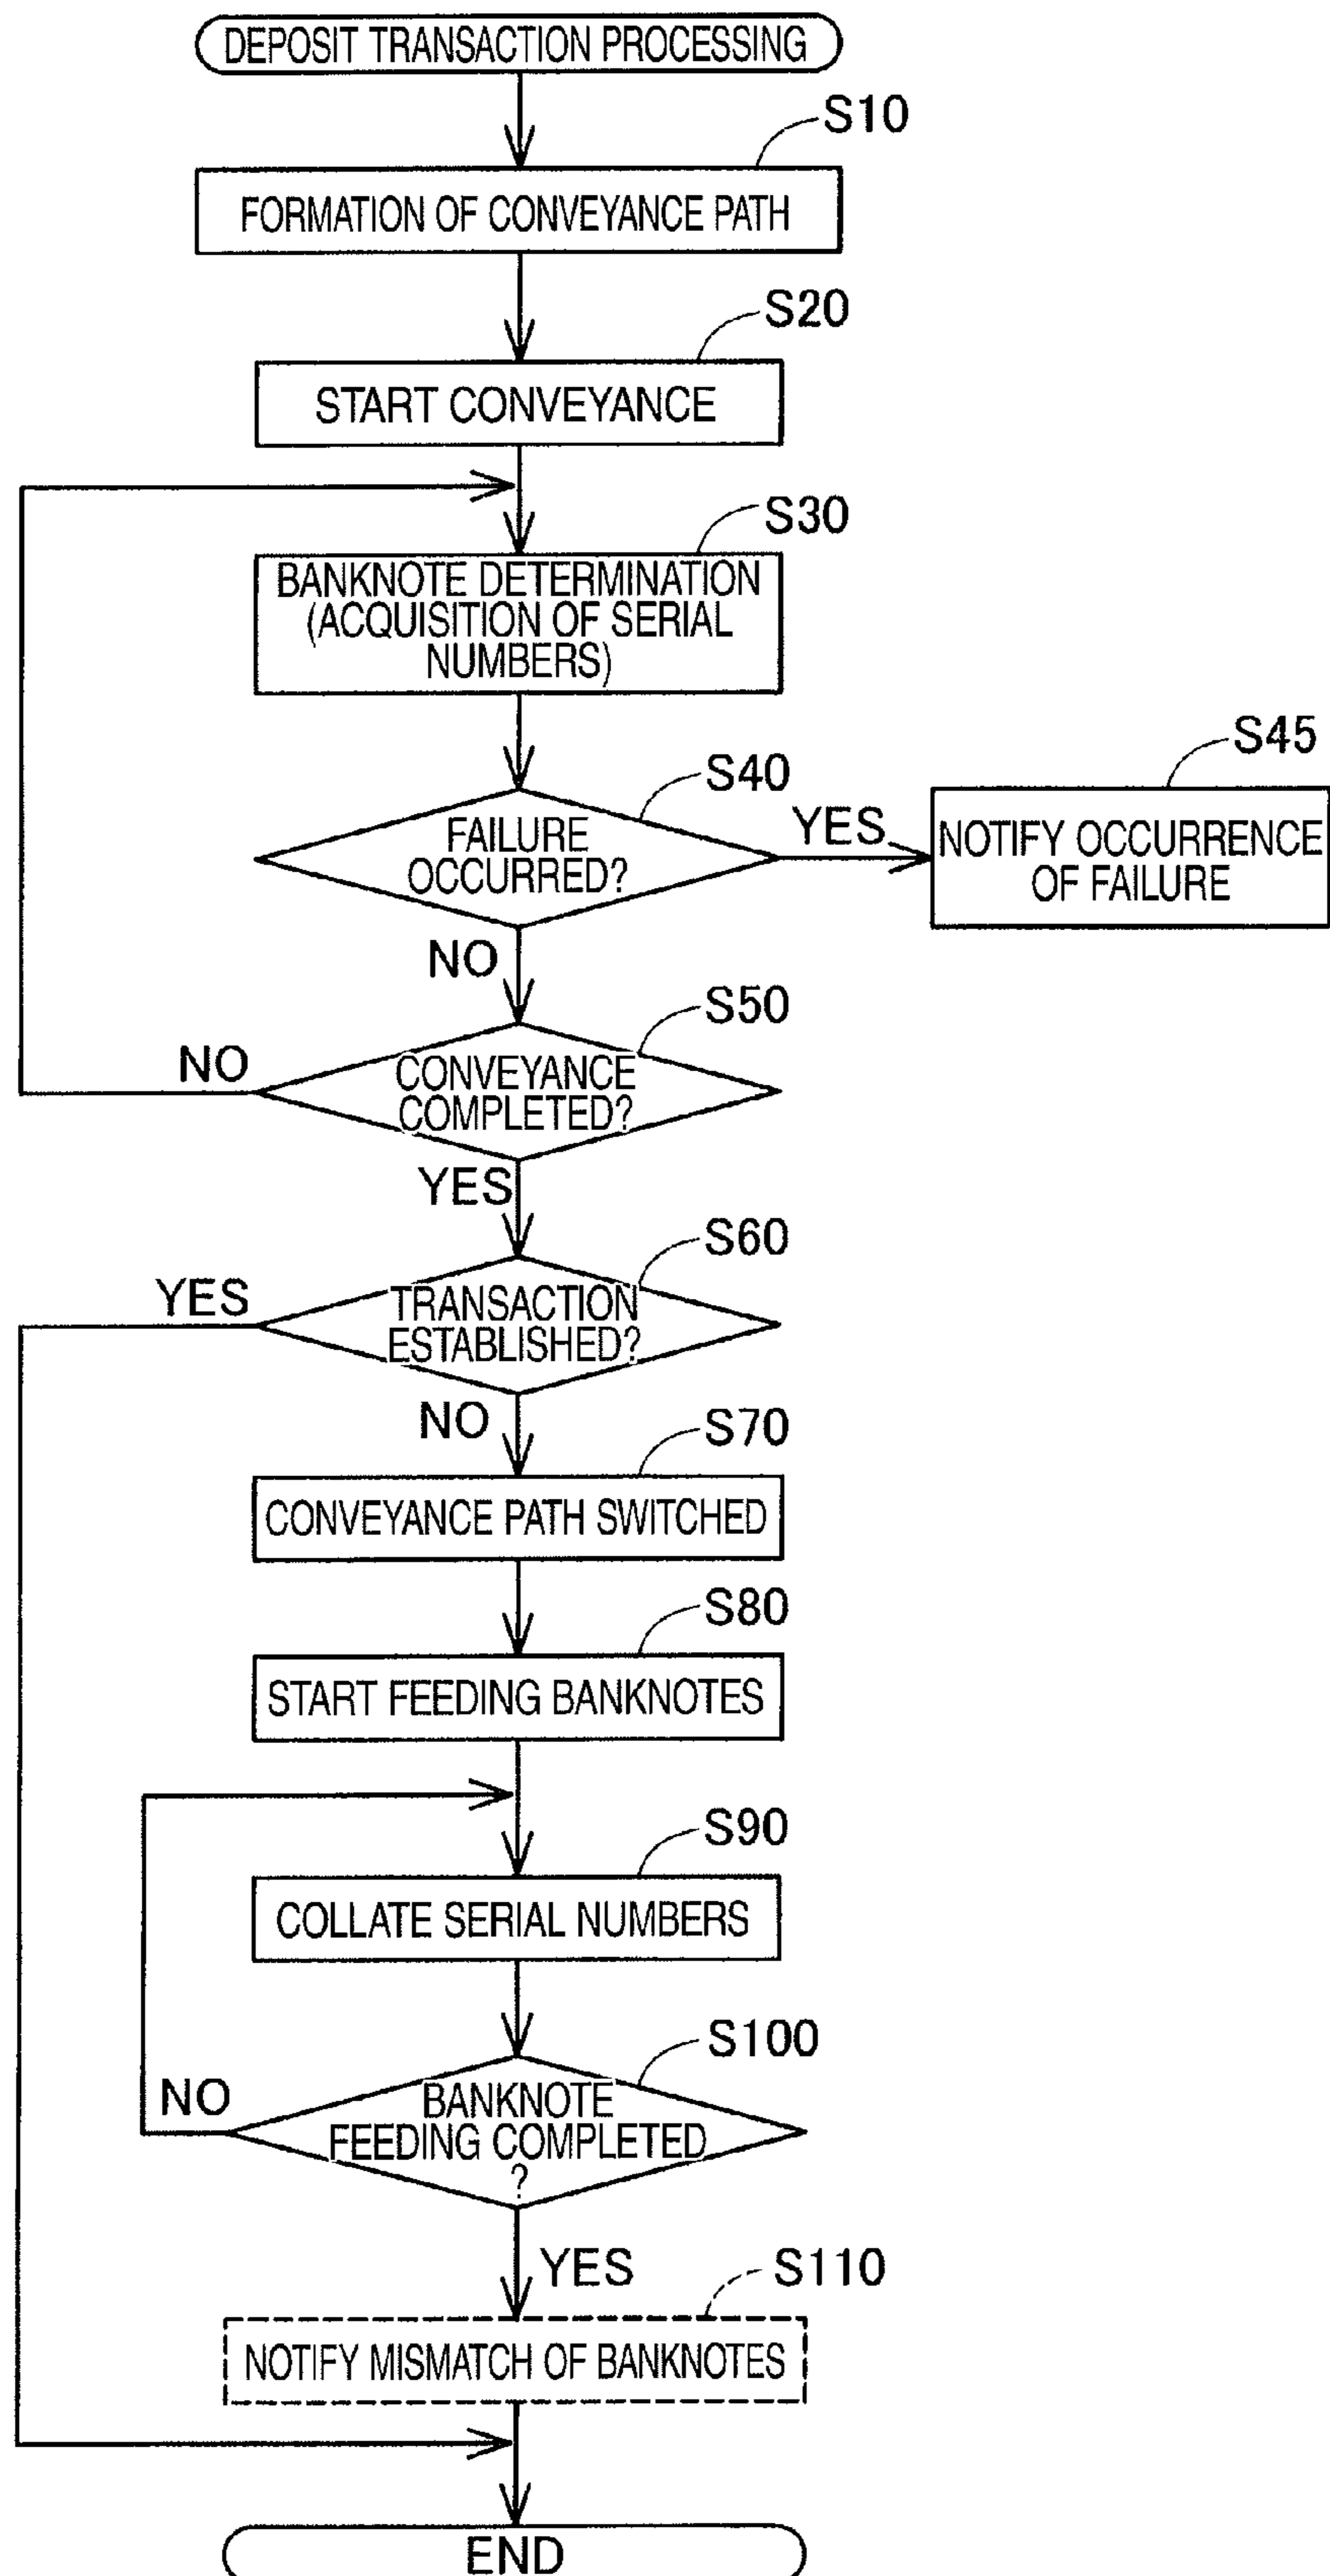 DEPOSIT TRANSACTION PROCESSING
S10
FORMATION OF CONVEYANCE PATH
S20
START CONVEYANCE
S30
BANKNOTE DETERMINATION
(ACQUISITION OF SERIAL
NUMBERS)
S40
FAILURE
OCCURRED?
YES
S45
NOTIFY OCCURRENCE
OF FAILURE
NO
S50
NO
CONVEYANCE
COMPLETED?
YES
S60
YES
TRANSACTION
ESTABLISHED?
NO
S70
CONVEYANCE PATH SWITCHED
S80
START FEEDING BANKNOTES
S90
COLLATE SERIAL NUMBERS
S100
NO
BANKNOTE
FEEDING COMPLETED
?
YES
S110
NOTIFY MISMATCH OF BANKNOTES
END